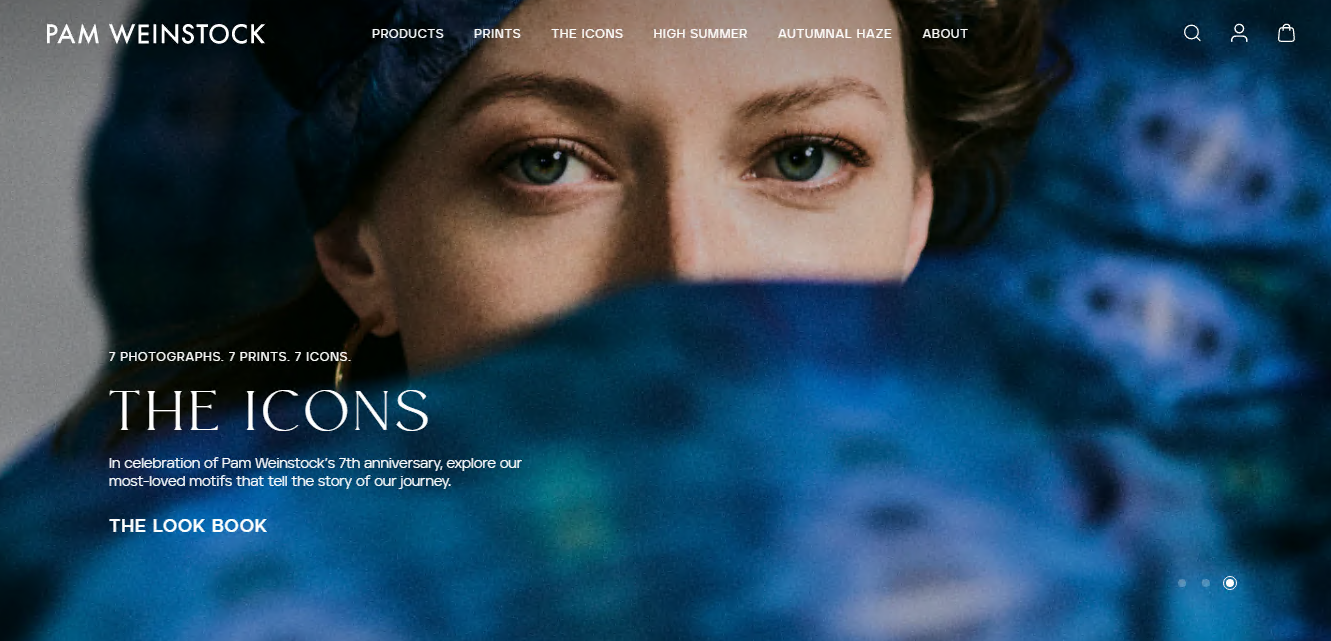 PAM WEINSTOCK
PRODUCTS PRINTS THE ICONS HIGH SUMMER AUTUMNAL HAZE ABOUT
7 PHOTOGRAPHS. 7 PRINTS. 7 ICONS.
THE ICONS
In celebration of Pam Weinstock's 7th anniversary, explore our
most-loved motifs that tell the story of our journey.
THE LOOK BOOK